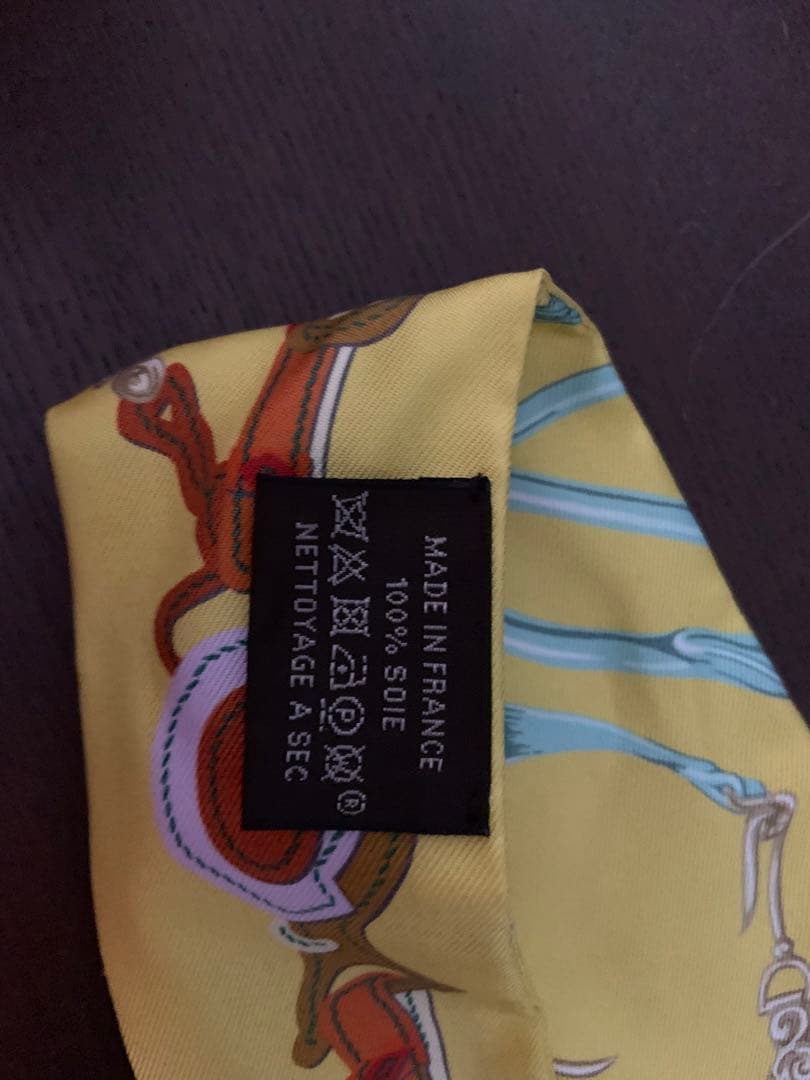 MADE IN FRANCE
100% SOIE
P W ®
NETTOYAGE A SEC